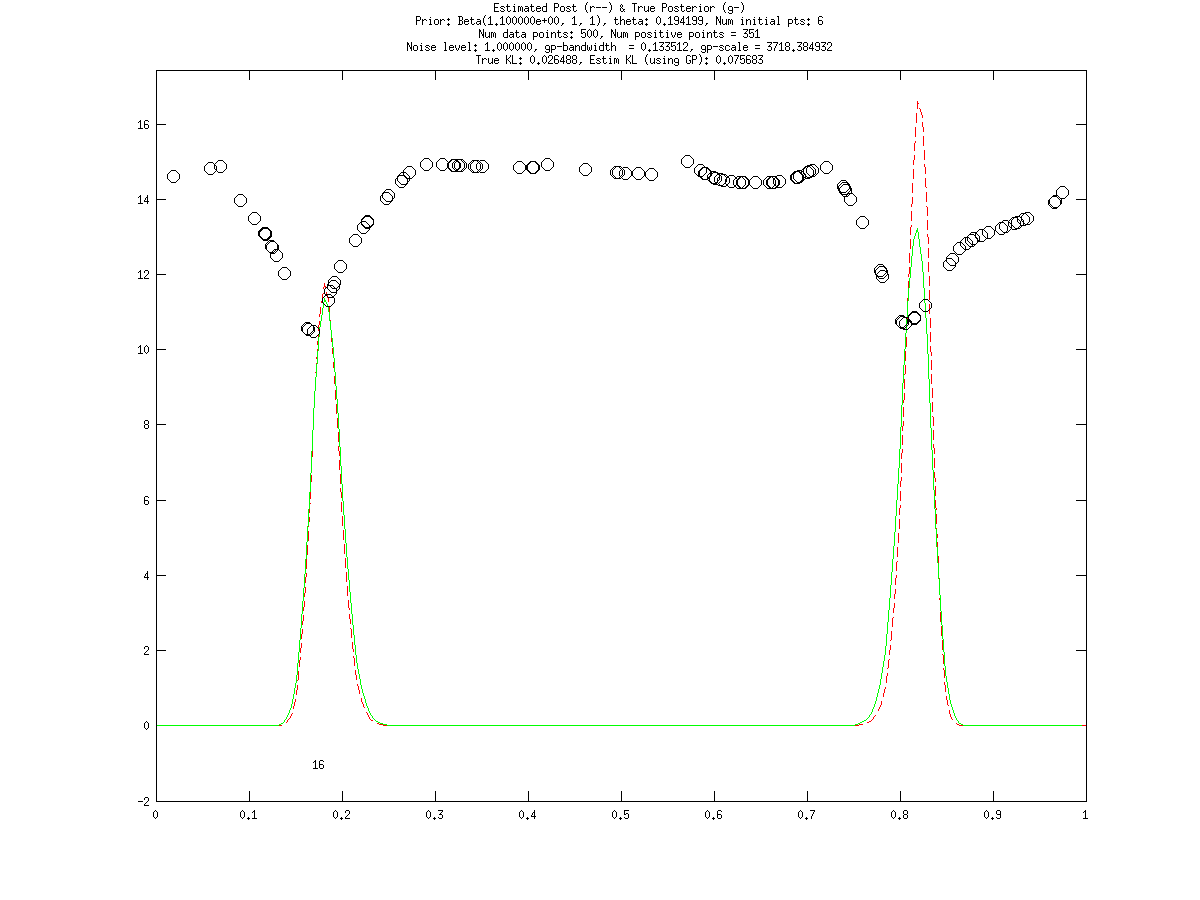 Estimated Post (r--) & True Posterior (g-)
Prior: Beta(1.100000e+00, 1, 1), theta: 0.194199, Num initial pts: 6
Num data points: 500, Num positive points = 351
Noise level: 1.000000, gp-bandwidth  = 0.133512, gp-scale = 3718.384932
True KL: 0.026488, Estim KL (using GP): 0.075683
16
14
12
10
8
6
4
2
0
-2
16
0 0.1 0.2 0.3 0.4 0.5 0.6 0.7 0.8 0.9 1